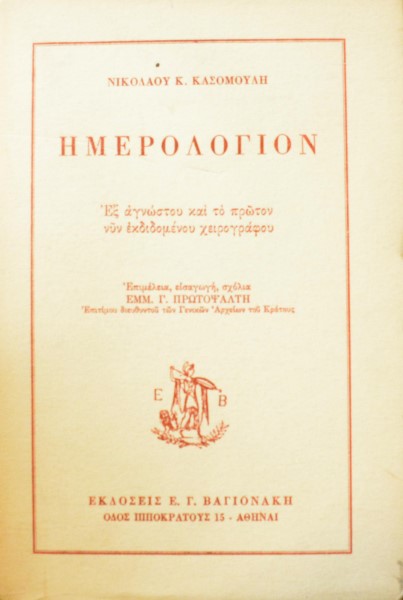 ΝΙΚΟΛΑΟΥ Κ. ΚΑΣΟΜΟΥΛΗ
ΗΜΕΡΟΛΟΓΙΟΝ
Ἐξ ἀγνώστου καὶ τὸ πρῶτον
νῦν ἐκδιδομένου χειρογράφου
Ἐπιμέλεια, εἰσαγωγή, σχόλια
ΕΜΜ. Γ. ΠΡΩΤΟΨΑΛΤΗ
Ἐπιτίμου διευθυντοῦ τῶν Γενικῶν Ἀρχείων τοῦ Κράτους
Ε Β
ΕΚΔΟΣΕΙΣ Ε. Γ. ΒΑΓΙΟΝΑΚΗ
ΟΔΟΣ ΙΠΠΟΚΡΑΤΟΥΣ 15 - ΑΘΗΝΑΙ